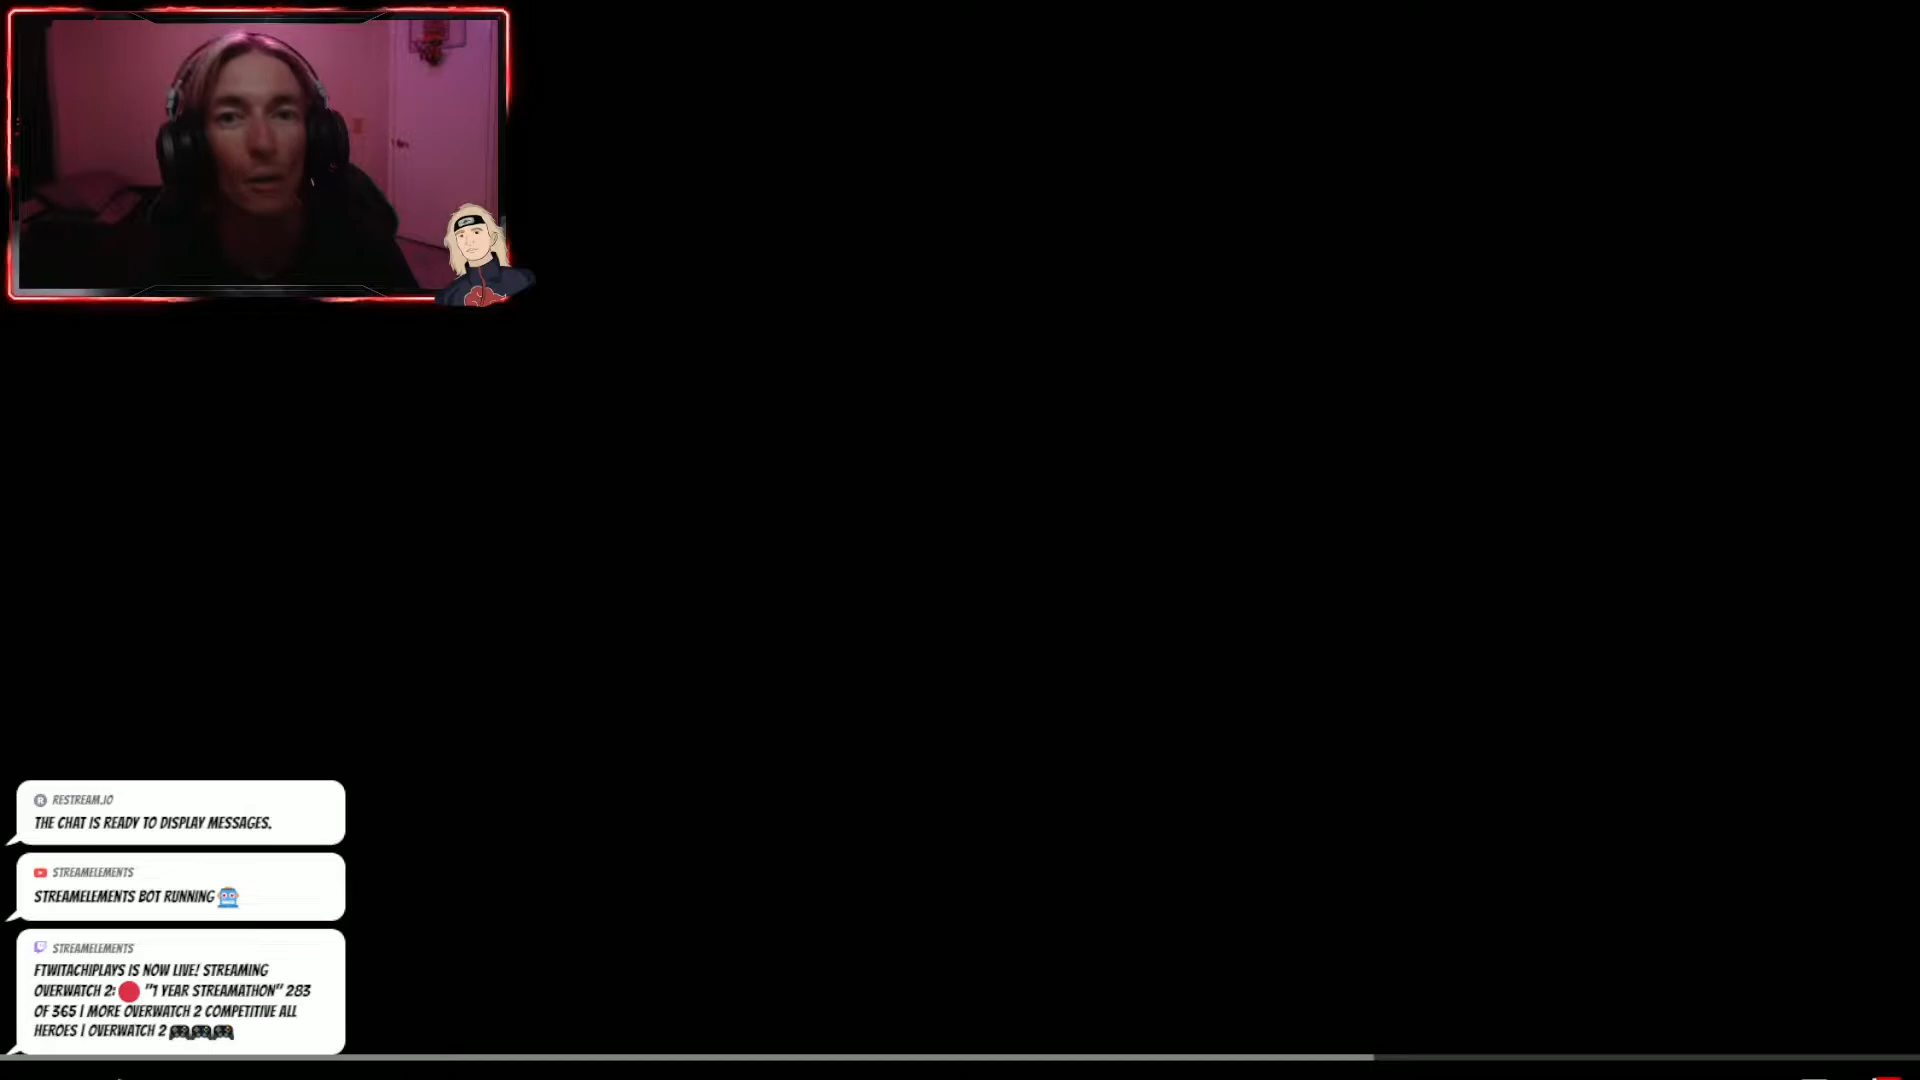 RESTREAM.IO
THE CHAT IS READY TO DISPLAY MESSAGES.
STREAMELEMENTS
STREAMELEMENTS BOT RUNNING
STREAMELEMENTS
FTWITACHIPLAYS IS NOW LIVE! STREAMING
OVERWATCH 2: "1 YEAR STREAMATHON" 283
OF 365 | MORE OVERWATCH 2 COMPETITIVE ALL
HEROES | OVERWATCH 2